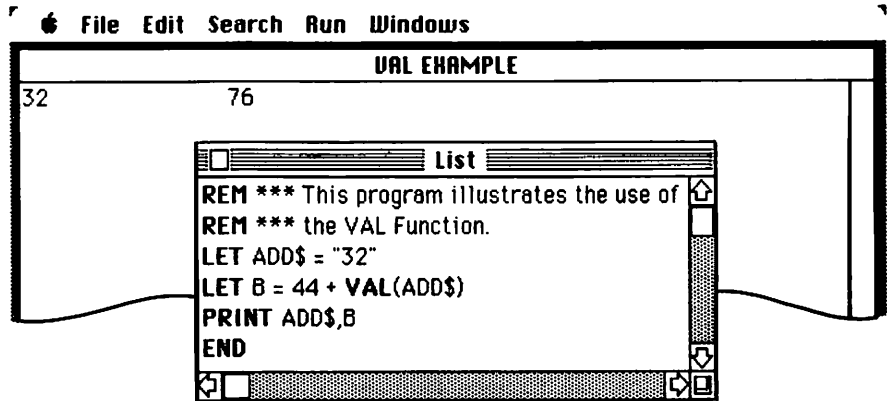 File Edit Search Run Windows
VAL EXAMPLE
32 76
List
REM *** This program illustrates the use of
REM *** the VAL Function.
LET ADD$ = "32"
LET B = 44 + VAL(ADD$)
PRINT ADD$,B
END